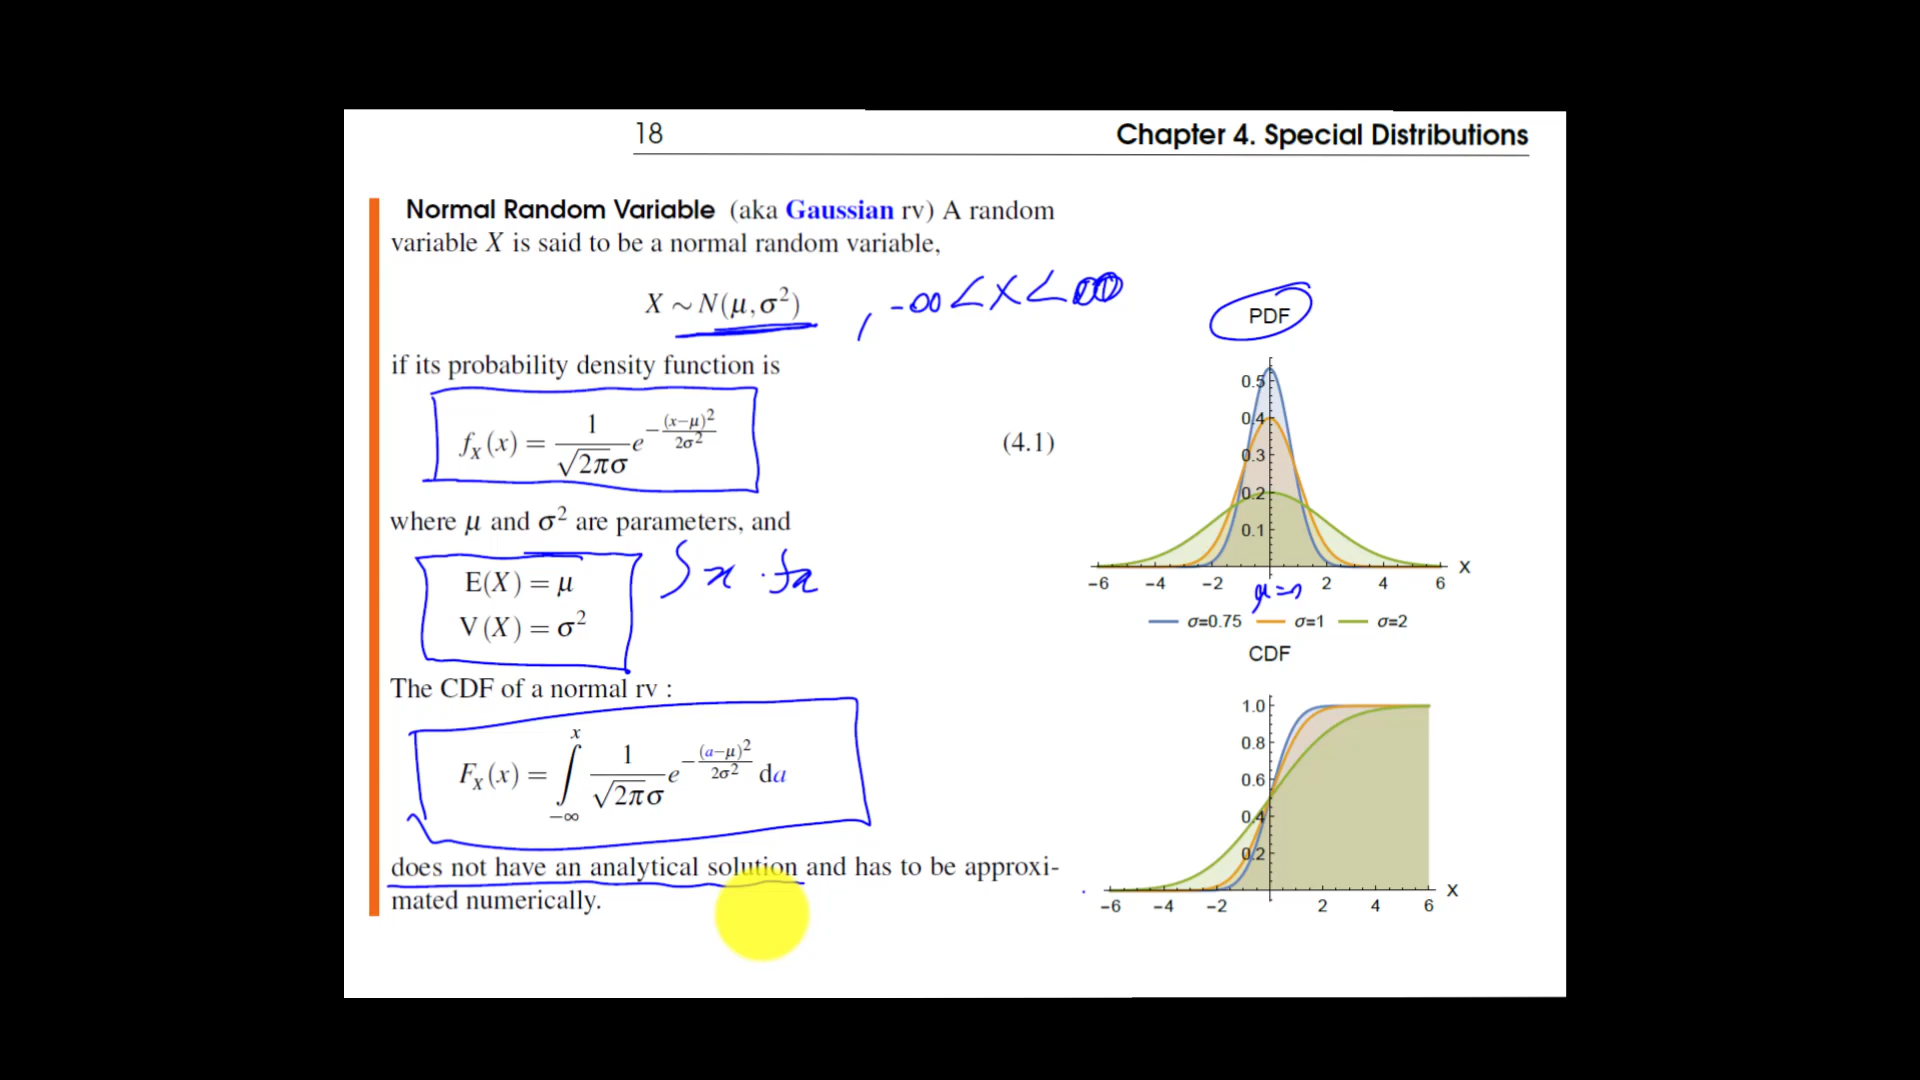 18
Chapter 4. Special Distributions
Normal Random Variable (aka Gaussian rv) A random
variable X is said to be a normal random variable,
X ∼ N(μ, σ²) , -∞ < X < ∞
if its probability density function is
f_X(x) = 1/(√2π σ) e^{-(x-μ)²/(2σ²)} (4.1)
where μ and σ² are parameters, and
E(X) = μ ∫ x · fx
V(X) = σ²
The CDF of a normal rv :
F_X(x) = ∫_{-∞}^{x} 1/(√2π σ) e^{-(a-μ)²/(2σ²)} da
does not have an analytical solution and has to be approxi-
mated numerically.
PDF
0.5
0.4
0.3
0.2
0.1
-6 -4 -2 2 4 6 X
σ=0.75 σ=1 σ=2
CDF
1.0
0.8
0.6
0.4
0.2
-6 -4 -2 2 4 6 X